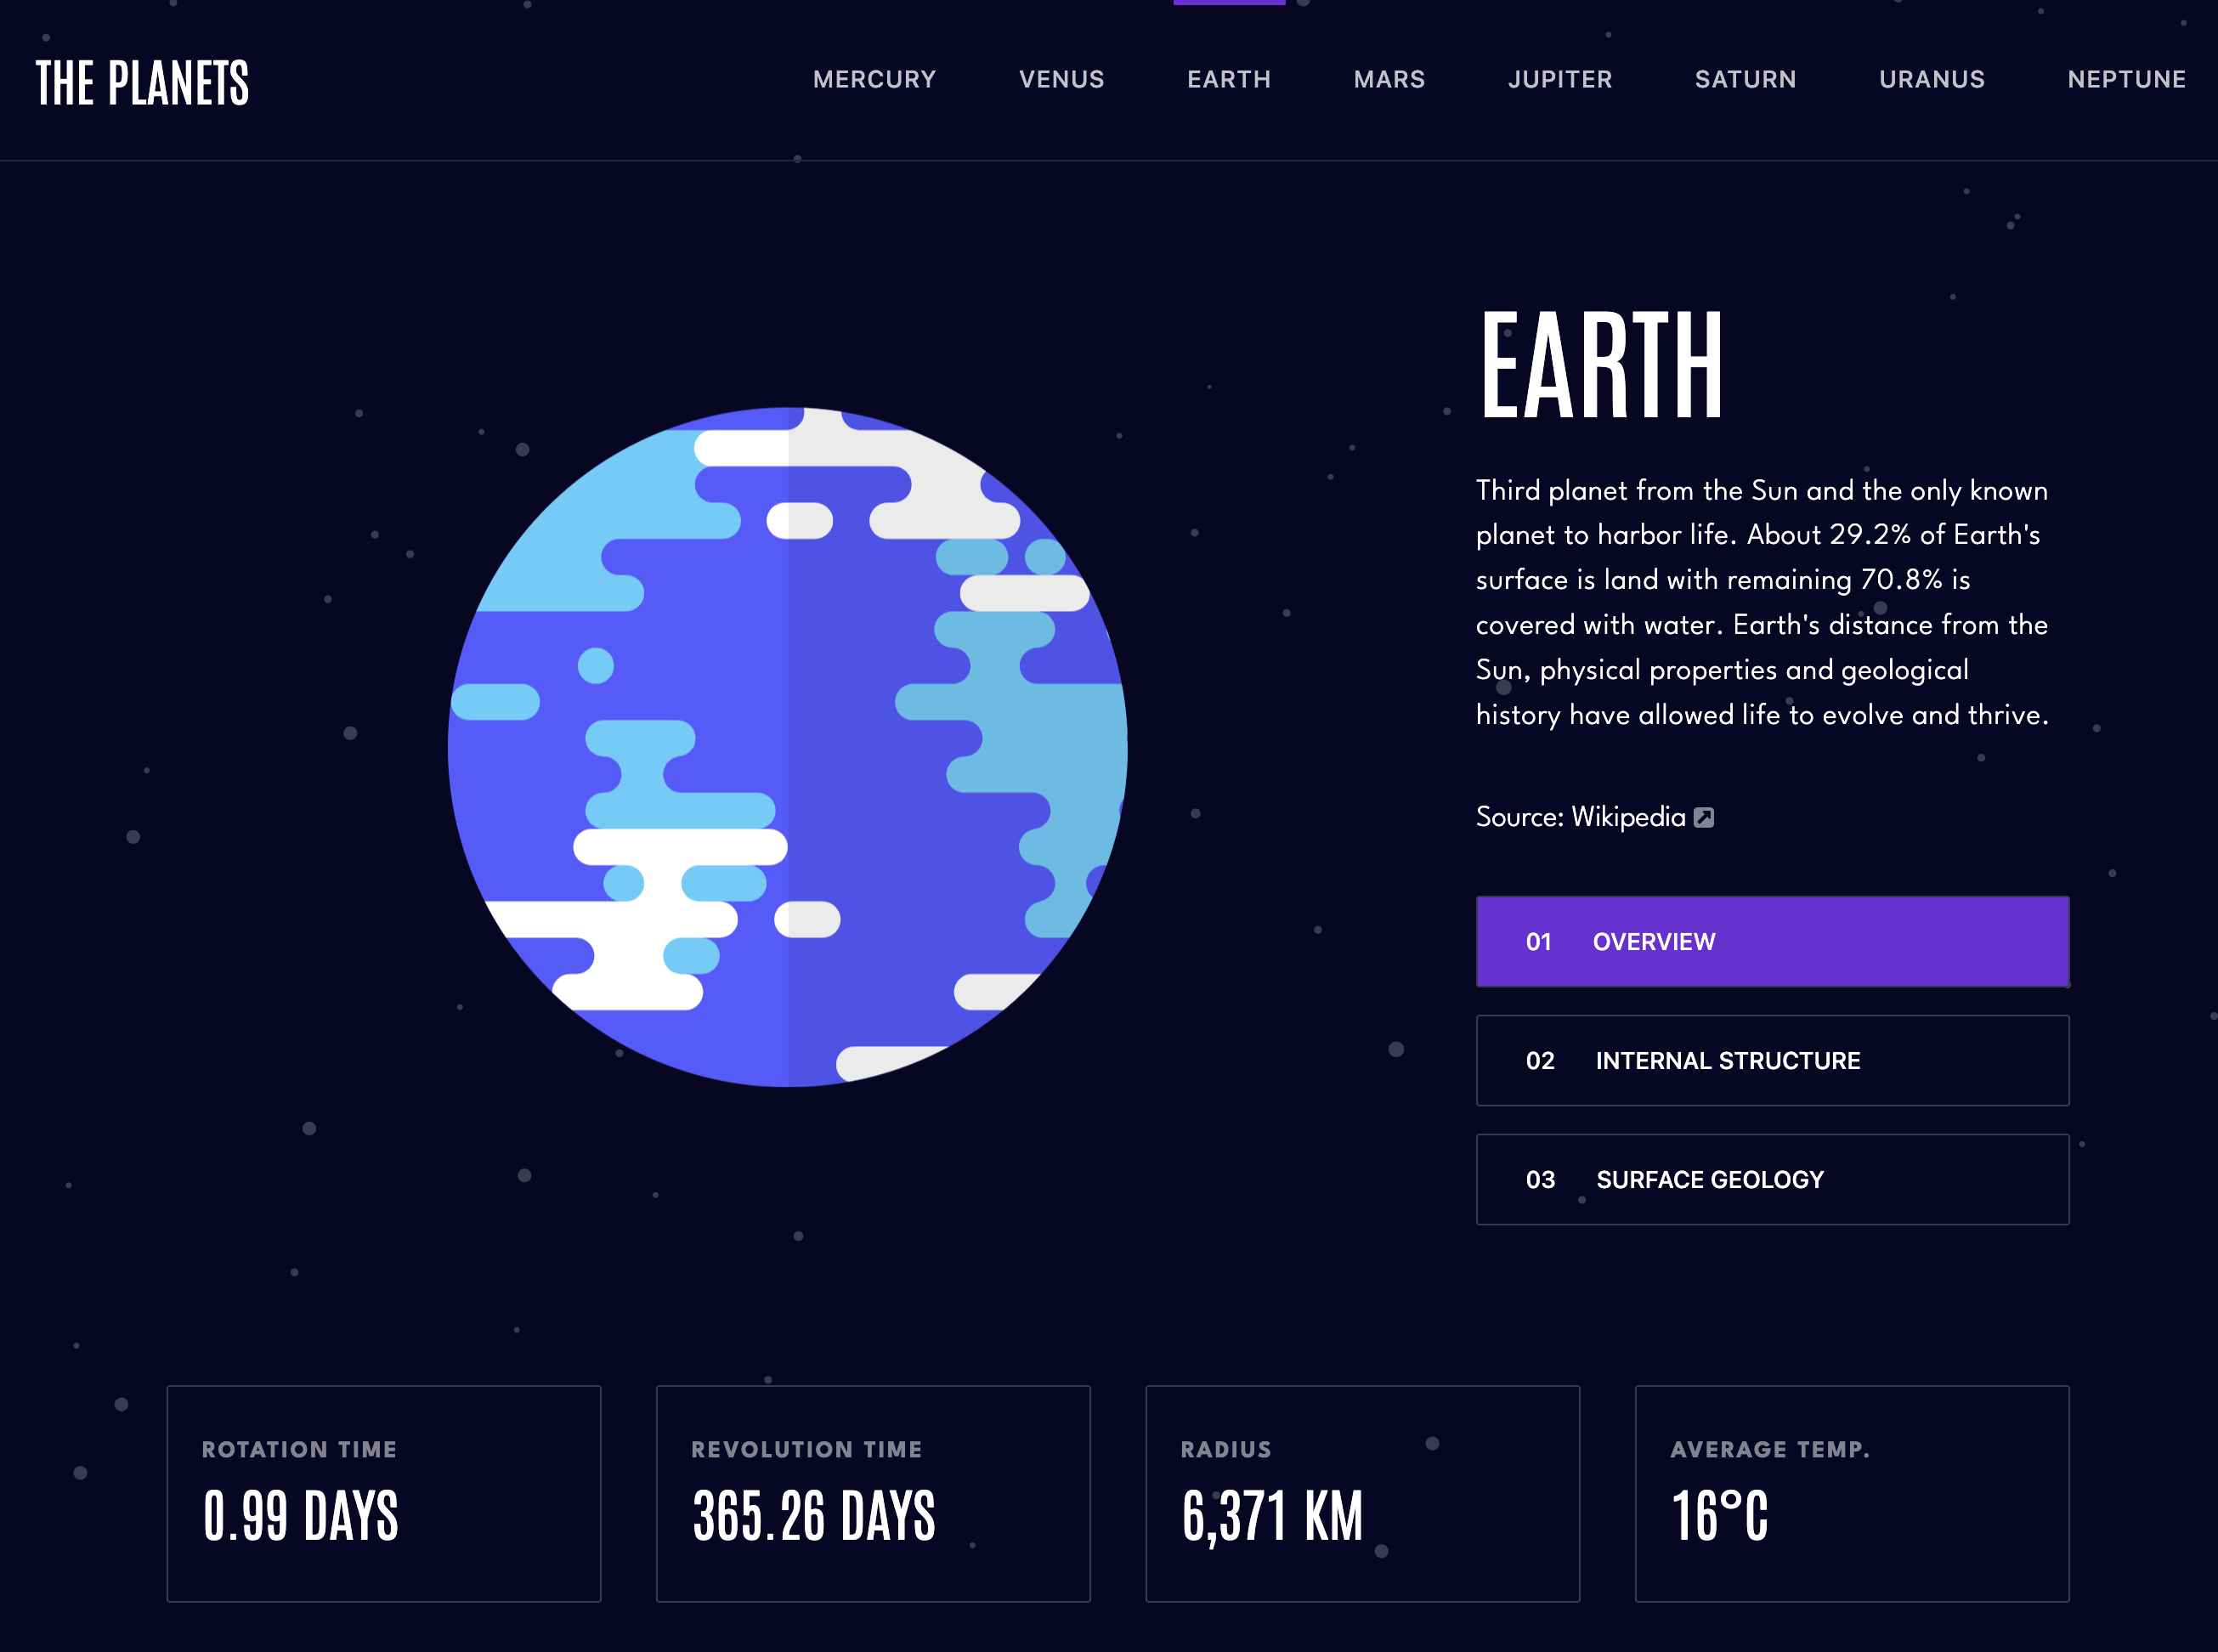 THE PLANETS
MERCURY VENUS EARTH MARS JUPITER SATURN URANUS NEPTUNE
EARTH
Third planet from the Sun and the only known
planet to harbor life. About 29.2% of Earth's
surface is land with remaining 70.8% is
covered with water. Earth's distance from the
Sun, physical properties and geological
history have allowed life to evolve and thrive.
Source: Wikipedia
01 OVERVIEW
02 INTERNAL STRUCTURE
03 SURFACE GEOLOGY
ROTATION TIME
0.99 DAYS
REVOLUTION TIME
365.26 DAYS
RADIUS
6,371 KM
AVERAGE TEMP.
16°C